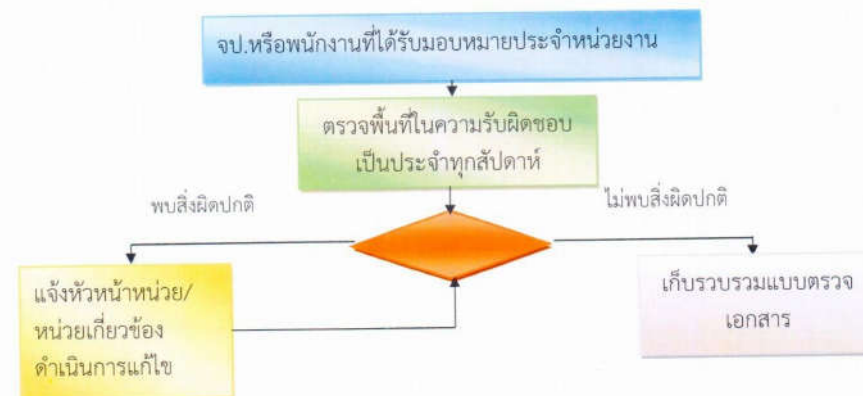 จป.หรือพนักงานที่ได้รับมอบหมายประจำหน่วยงาน
ตรวจพื้นที่ในความรับผิดชอบ
เป็นประจำทุกสัปดาห์
พบสิ่งผิดปกติ
ไม่พบสิ่งผิดปกติ
แจ้งหัวหน้าหน่วย/
หน่วยเกี่ยวข้อง
ดำเนินการแก้ไข
เก็บรวบรวมแบบตรวจ
เอกสาร